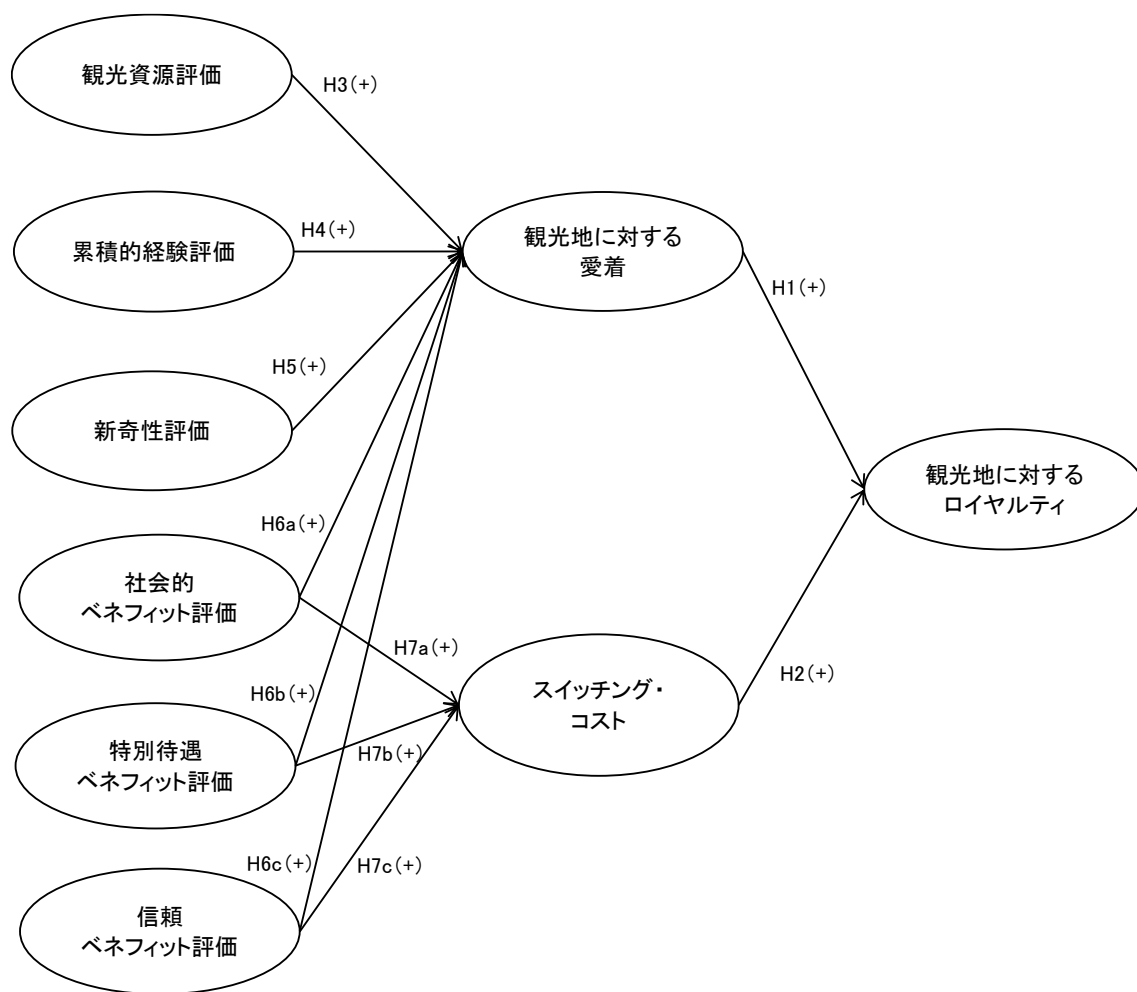 観光資源評価
H3(+)
累積的経験評価
H4(+)
観光地に対する
愛着
H1(+)
新奇性評価
H5(+)
観光地に対する
ロイヤルティ
社会的
ベネフィット評価
H6a(+)
H7a(+)
スイッチング・
コスト
H2(+)
特別待遇
ベネフィット評価
H6b(+)
H7b(+)
信頼
ベネフィット評価
H6c(+)
H7c(+)